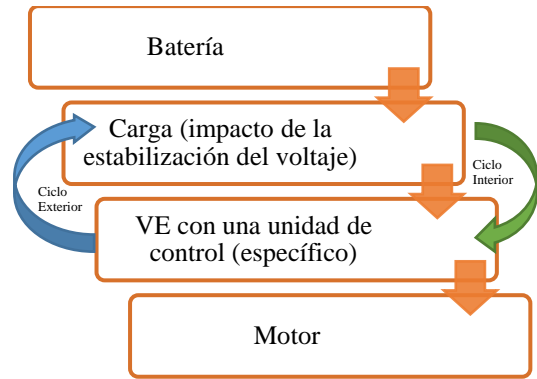 Batería
Carga (impacto de la
estabilización del voltaje)
Ciclo
Interior
Ciclo
Exterior
VE con una unidad de
control (específico)
Motor